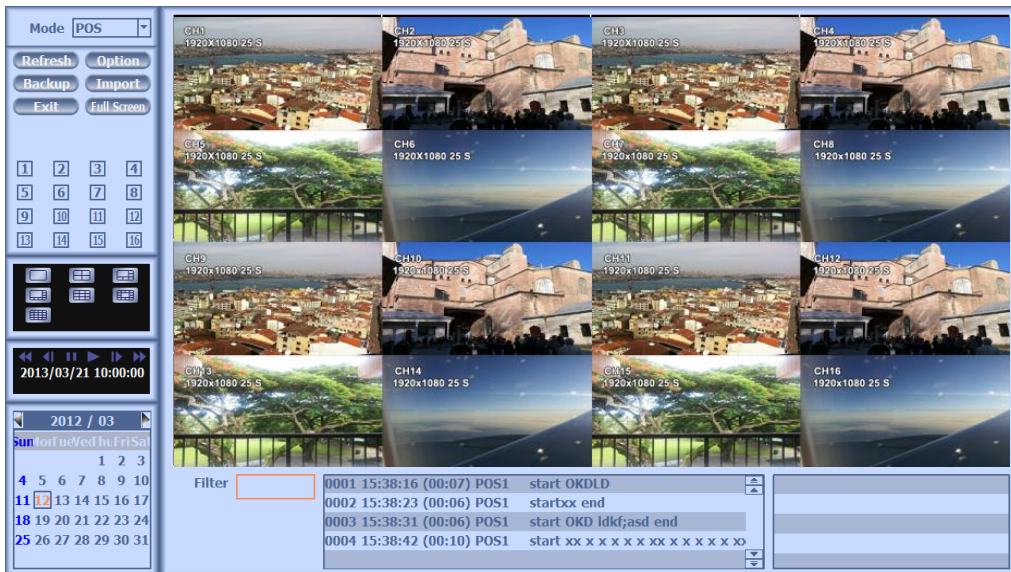 Mode POS
Refresh Option
Backup Import
Exit Full Screen
1 2 3 4
5 6 7 8
9 10 11 12
13 14 15 16
2013/03/21 10:00:00
2012 / 03
Sun Mon Tue Wed Thu Fri Sat
1 2 3
4 5 6 7 8 9 10
11 12 13 14 15 16 17
18 19 20 21 22 23 24
25 26 27 28 29 30 31
CH1 CH2 CH3 CH4
1920X1080 25 S 1920X1080 25 S 1920X1080 25 S 1920X1080 25 S
CH5 CH6 CH7 CH8
1920X1080 25 S 1920X1080 25 S 1920x1080 25 S 1920x1080 25 S
CH9 CH10 CH11 CH12
1920x1080 25 S 1920x1080 25 S 1920x1080 25 S 1920x1080 25 S
CH13 CH14 CH15 CH16
1920x1080 25 S 1920x1080 25 S 1920x1080 25 S 1920x1080 25 S
Filter
0001 15:38:16 (00:07) POS1 start OKDLD
0002 15:38:23 (00:06) POS1 startxx end
0003 15:38:31 (00:06) POS1 start OKD ldkf;asd end
0004 15:38:42 (00:10) POS1 start xx x x x x x xx x x x x x xx